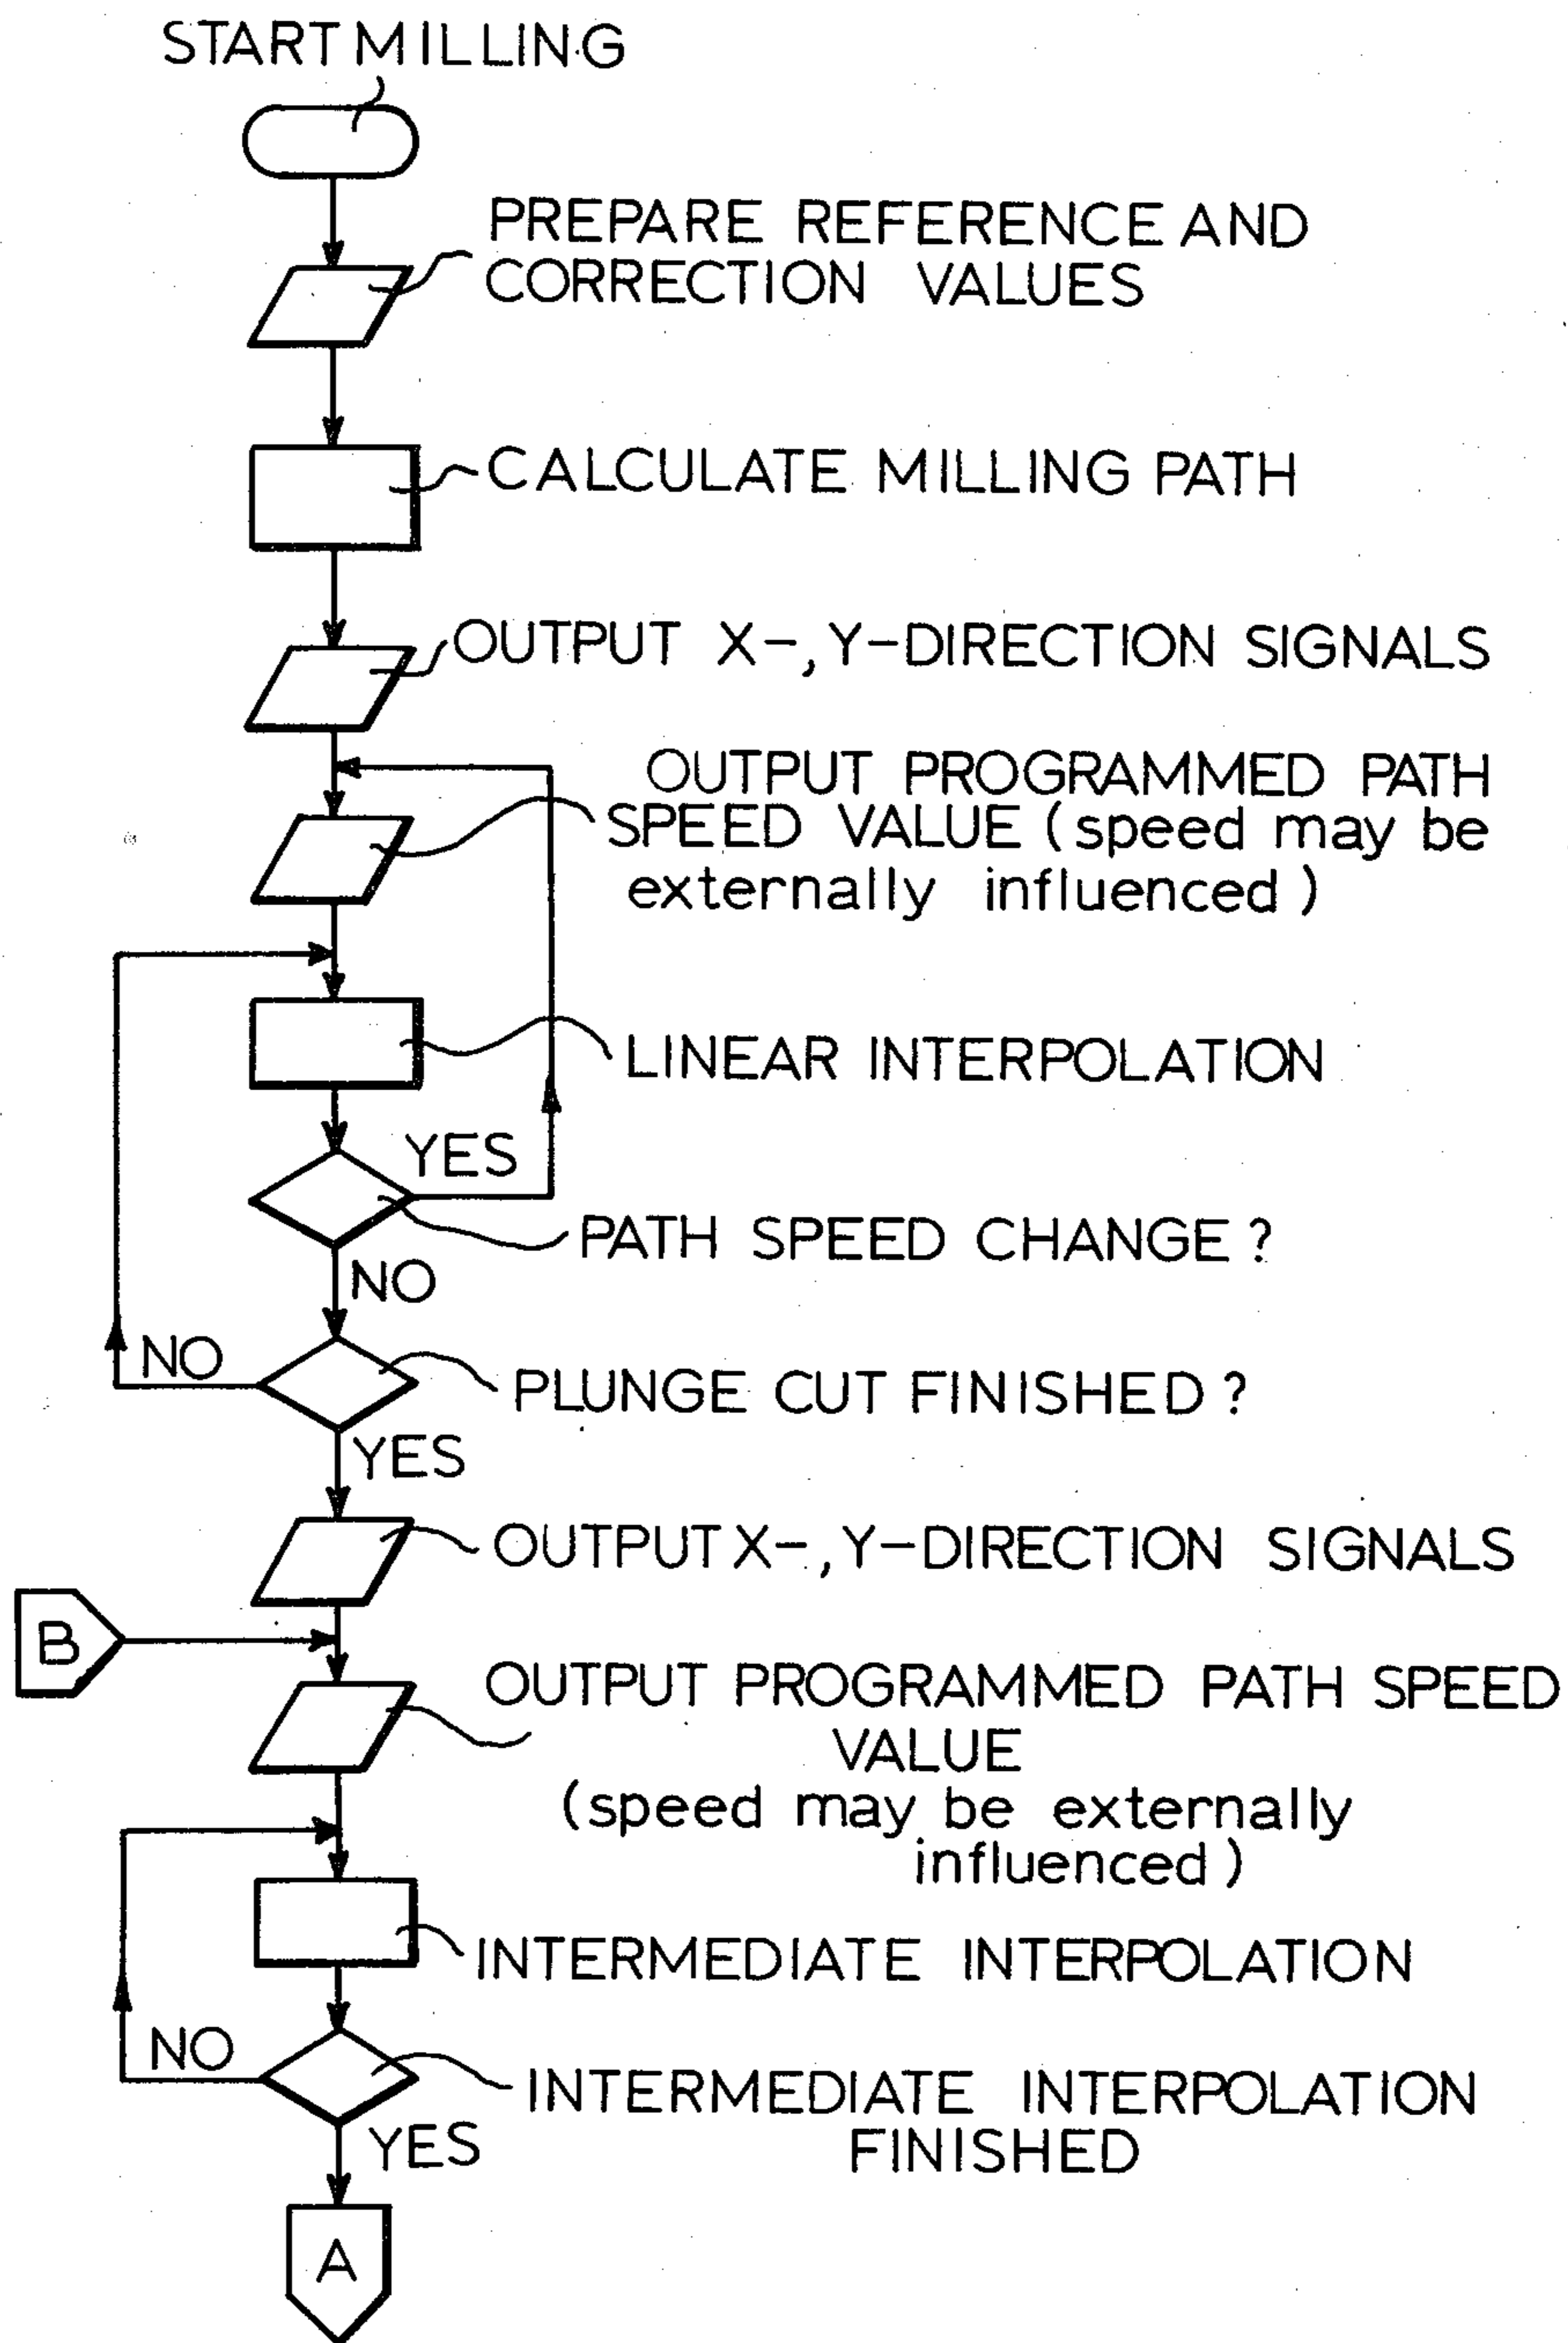 START MILLING
PREPARE REFERENCE AND
CORRECTION VALUES
CALCULATE MILLING PATH
OUTPUT X-, Y-DIRECTION SIGNALS
OUTPUT PROGRAMMED PATH
SPEED VALUE (speed may be
externally influenced)
LINEAR INTERPOLATION
YES
PATH SPEED CHANGE?
NO
NO
PLUNGE CUT FINISHED?
YES
OUTPUT X-, Y-DIRECTION SIGNALS
B
OUTPUT PROGRAMMED PATH SPEED
VALUE
(speed may be externally
influenced)
INTERMEDIATE INTERPOLATION
NO
INTERMEDIATE INTERPOLATION
FINISHED
YES
A